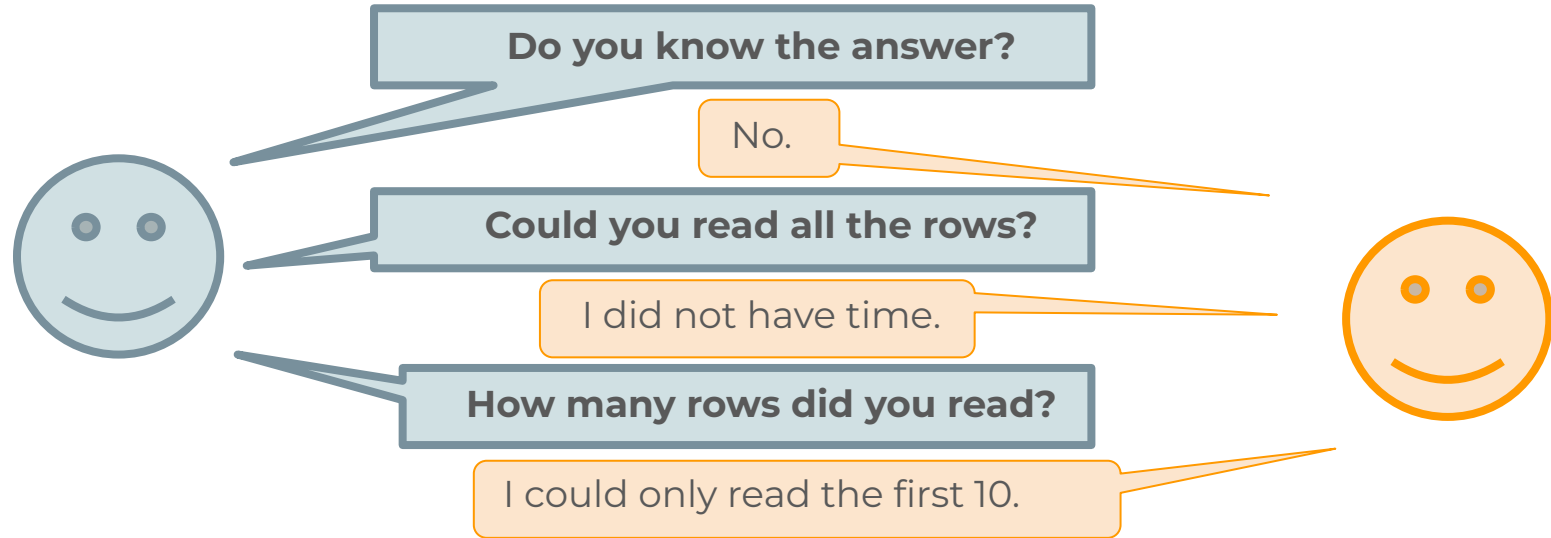 Do you know the answer?
No.
Could you read all the rows?
I did not have time.
How many rows did you read?
I could only read the first 10.